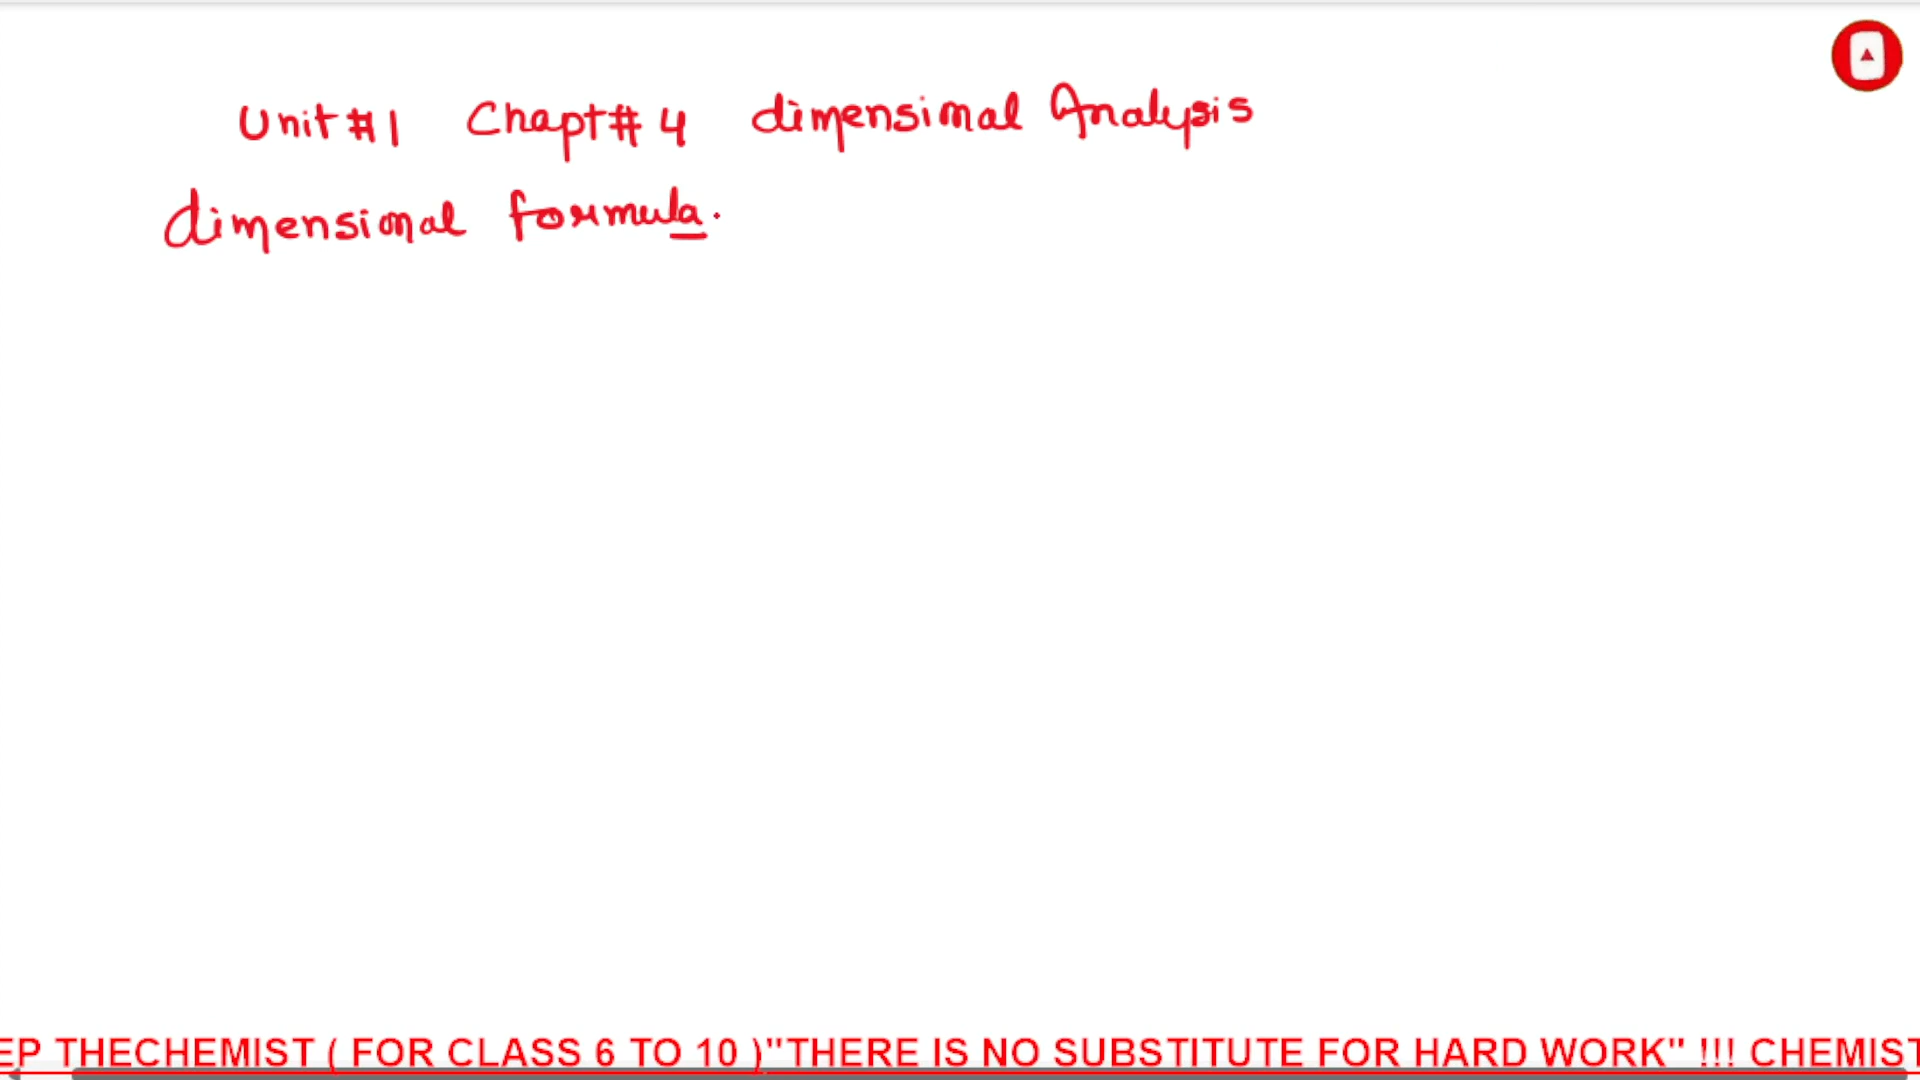 Unit #1 Chapt# 4 dimensional Analysis
dimensional formula.
EP THECHEMIST ( FOR CLASS 6 TO 10 )"THERE IS NO SUBSTITUTE FOR HARD WORK" !!! CHEMIST